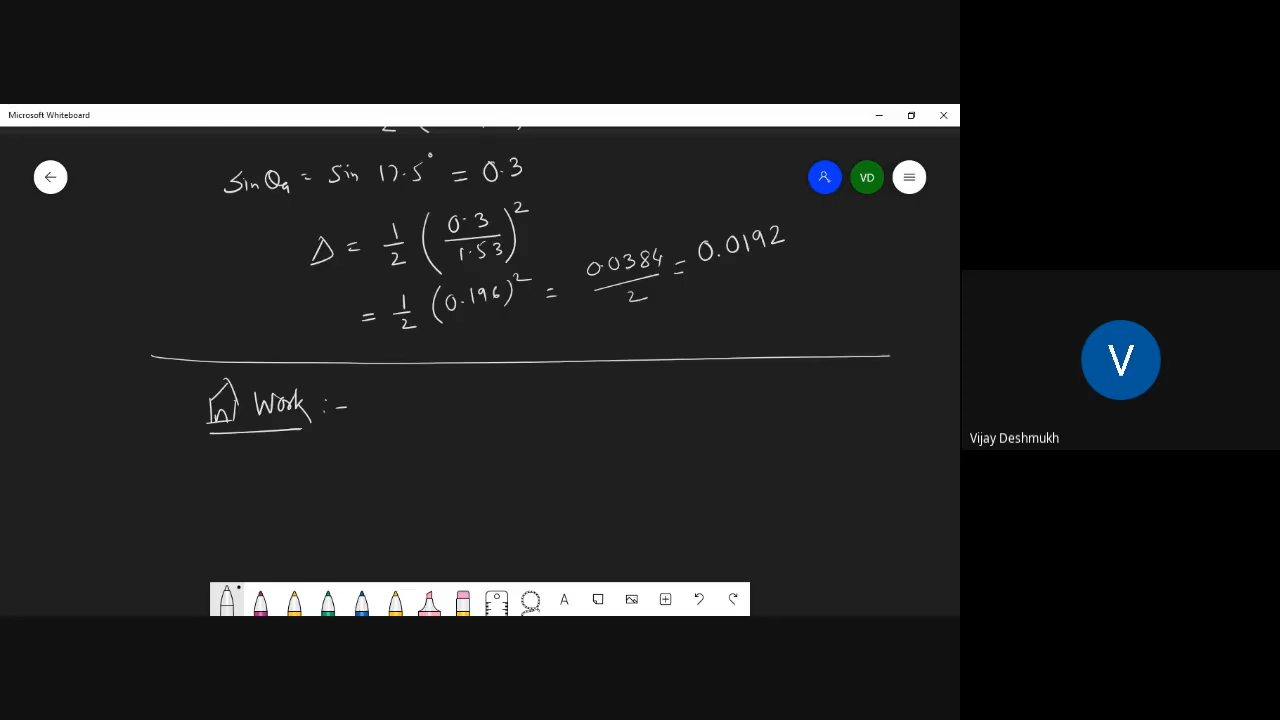 Microsoft Whiteboard
Sin θa = Sin 17.5° = 0.3
VD
Δ = 1/2 (0.3/1.53)²
= 1/2 (0.196)² = 0.0384/2 = 0.0192
Work :-
V
Vijay Deshmukh
A